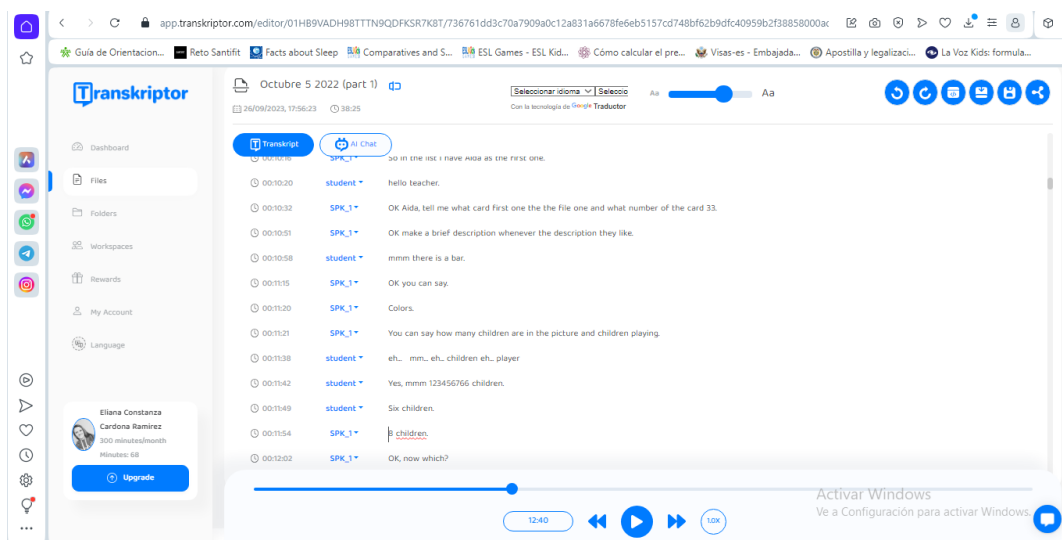 app.transkriptor.com/editor/01HB9VADH98TTTN9QDFKSR7K8T/736761dd3c70a7909a0c12a831a6678fe6eb5157cd748bf62b9dfc40959b2f38858000a
Guía de Orientacion... Reto Santifit Facts about Sleep Comparatives and S... ESL Games - ESL Kid... Cómo calcular el pre... Visas-es - Embajada... Apostilla y legalizaci... La Voz Kids: formula...
Transkriptor
Octubre 5 2022 (part 1)
Seleccionar idioma Seleccio
Aa Aa
26/09/2023, 17:56:23 38:25
Con la tecnología de Google Traductor
Transkript AI Chat
Dashboard
Files
Folders
Workspaces
Rewards
My Account
Language
Eliana Constanza
Cardona Ramirez
300 minutes/month
Minutes: 68
Upgrade
00:10:16 SPK_1 So in the list I have Aida as the first one.
00:10:20 student hello teacher.
00:10:32 SPK_1 OK Aida, tell me what card first one the the file one and what number of the card 33.
00:10:51 SPK_1 OK make a brief description whenever the description they like.
00:10:58 student mmm there is a bar.
00:11:15 SPK_1 OK you can say.
00:11:20 SPK_1 Colors.
00:11:21 SPK_1 You can say how many children are in the picture and children playing.
00:11:38 student eh... mm... eh... children eh... player
00:11:42 student Yes, mmm 123456766 children.
00:11:49 student Six children.
00:11:54 SPK_1 8 children.
00:12:02 SPK_1 OK, now which?
12:40
1.0X
Activar Windows
Ve a Configuración para activar Windows.